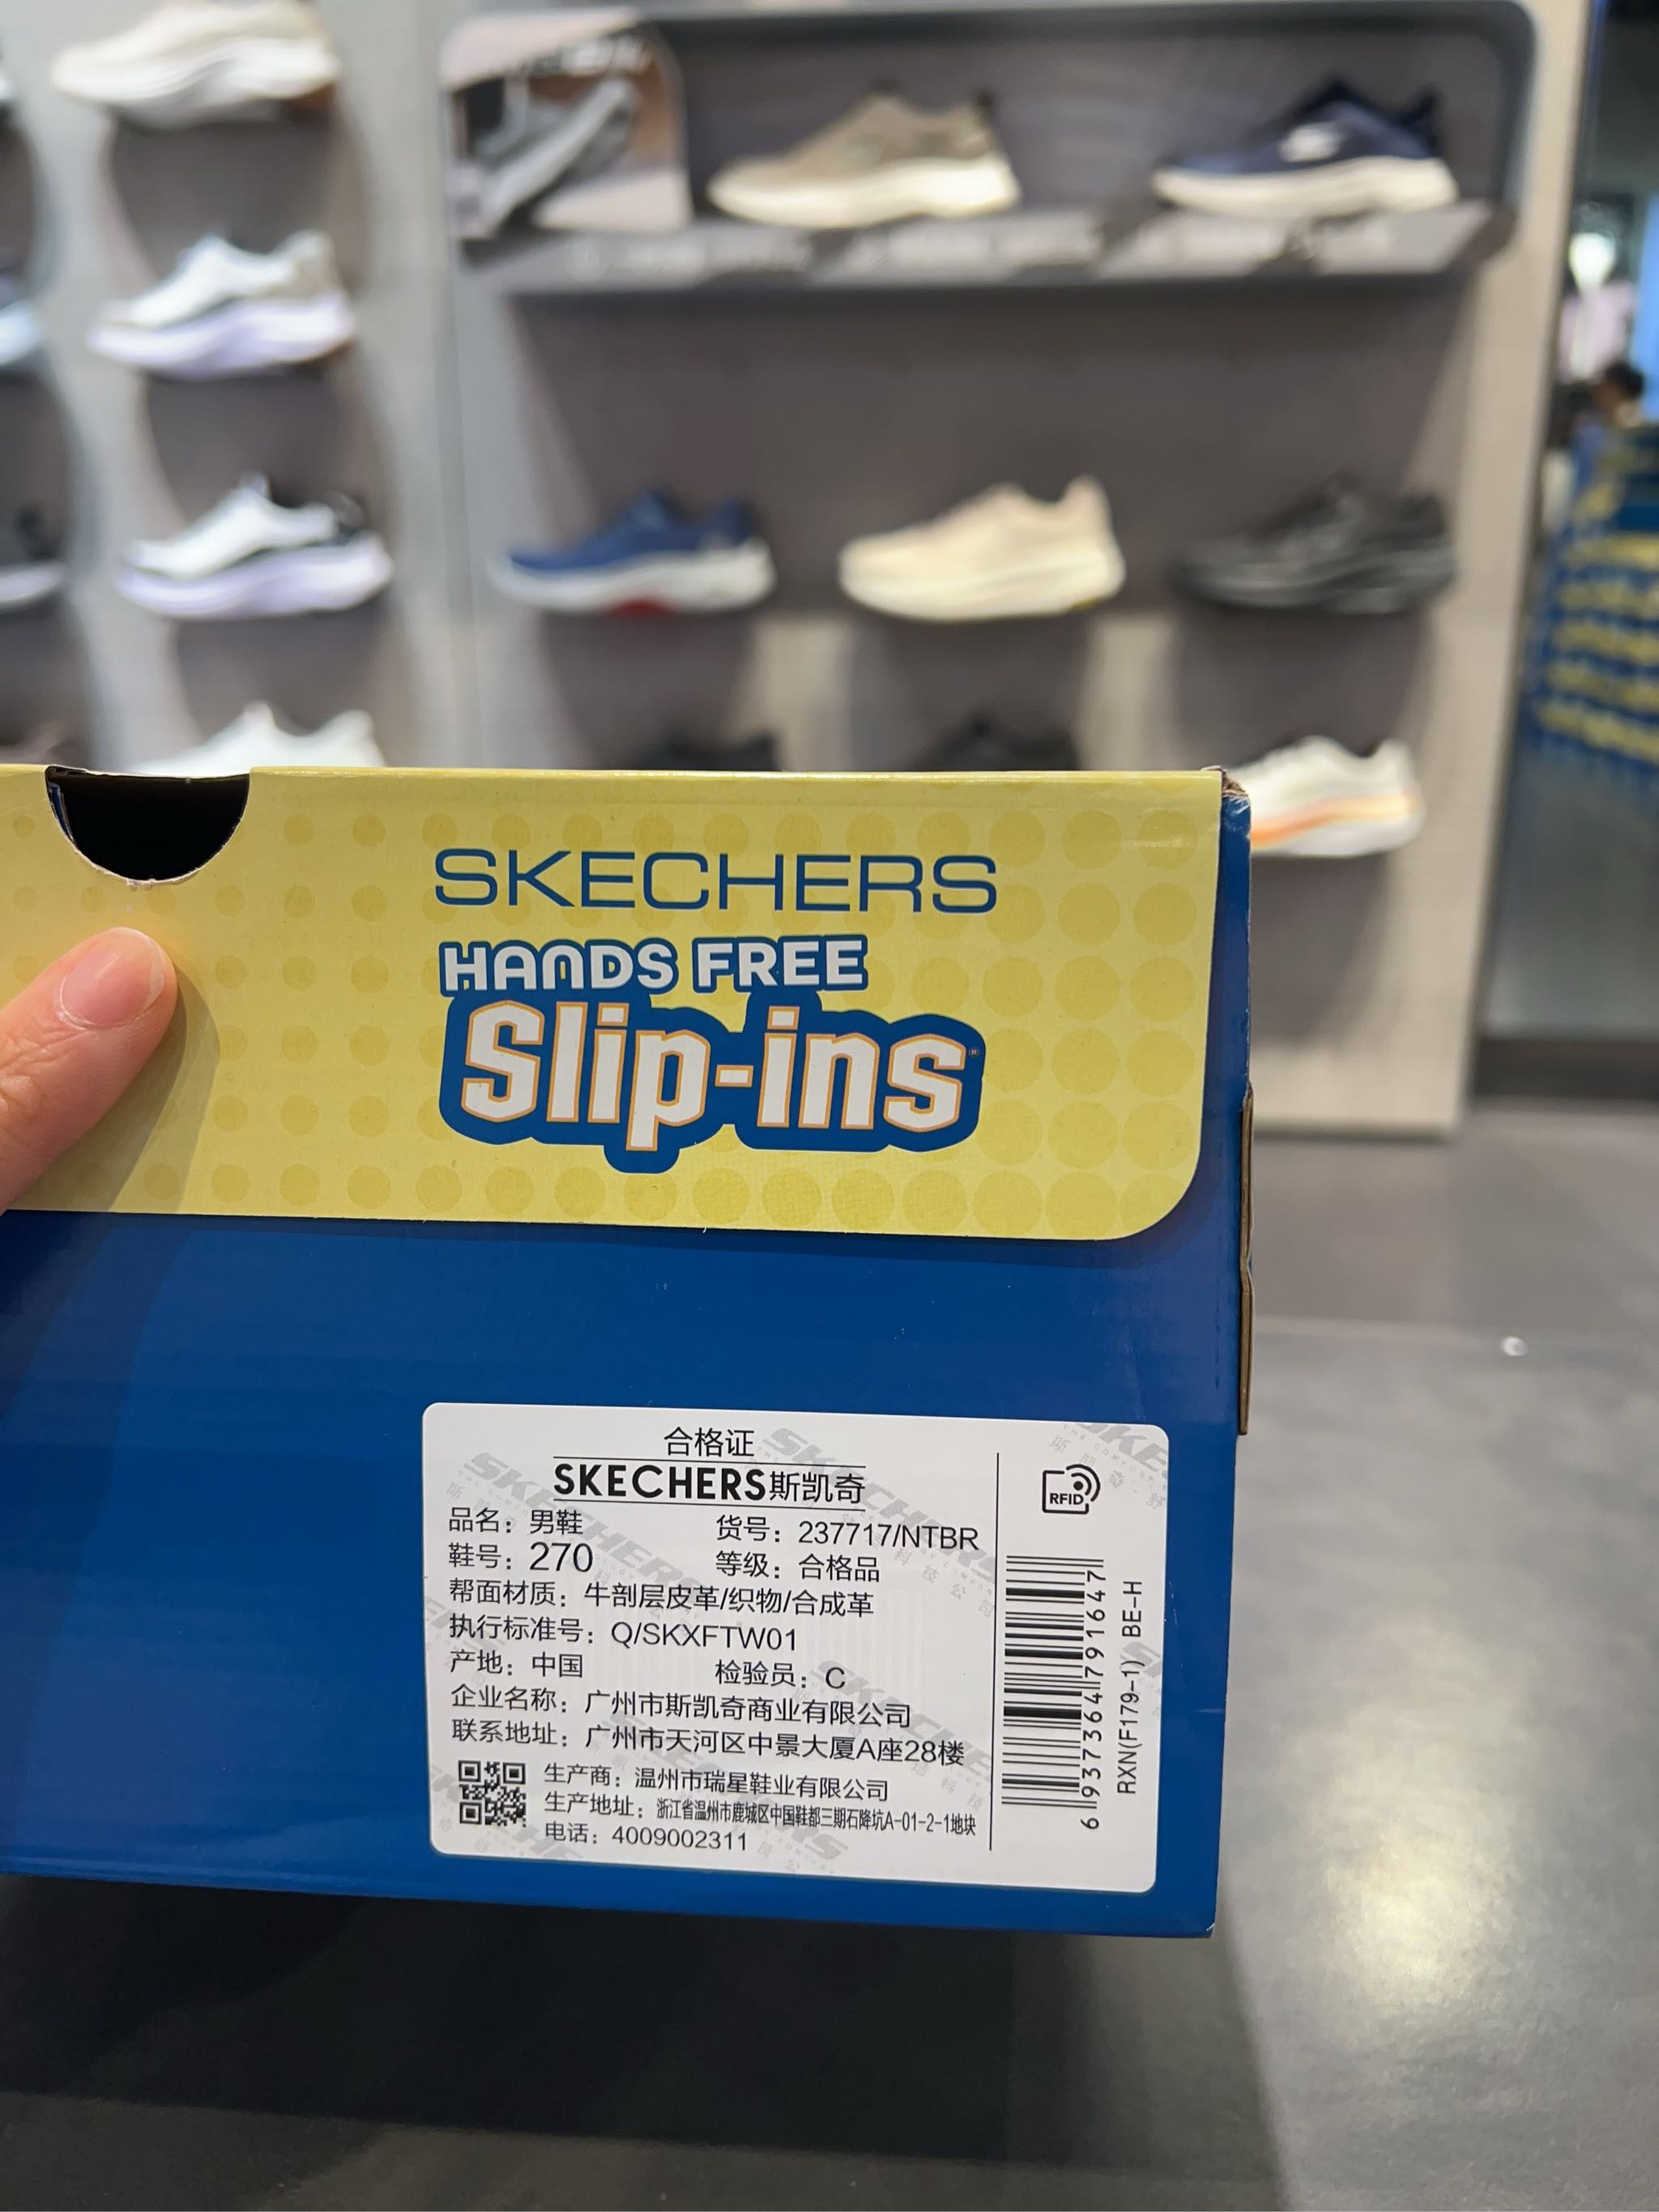 SKECHERS
HANDS FREE
Slip-ins®
合格证
SKECHERS斯凯奇
品名：男鞋 货号：237717/NTBR
鞋号：270 等级：合格品
帮面材质：牛剖层皮革/织物/合成革
执行标准号：Q/SKXFTW01
产地：中国 检验员：C
企业名称：广州市斯凯奇商业有限公司
联系地址：广州市天河区中景大厦A座28楼
生产商：温州市瑞星鞋业有限公司
生产地址：浙江省温州市鹿城区中国鞋都三期石降坑A-01-2-1地块
电话：4009002311
RFID
6937364791647
RXN(F179-1) BE-H